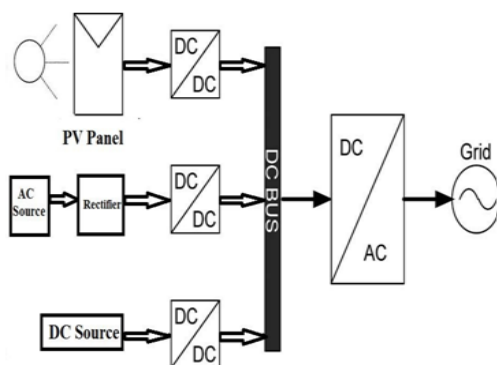 DC
DC
PV Panel
AC
Source
Rectifier
DC
DC
DC Source
DC
DC
DC BUS
DC
AC
Grid